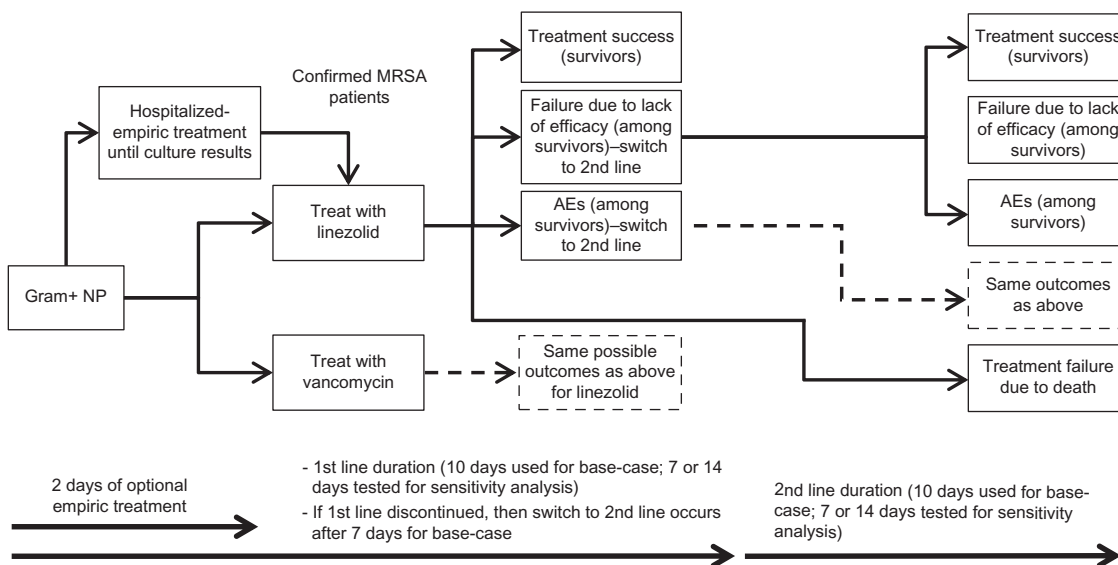 Gram+ NP
Hospitalized-
empiric treatment
until culture results
Confirmed MRSA
patients
Treat with
linezolid
Treat with
vancomycin
Treatment success
(survivors)
Failure due to lack
of efficacy (among
survivors)–switch
to 2nd line
AEs (among
survivors)–switch
to 2nd line
Same possible
outcomes as above
for linezolid
Treatment success
(survivors)
Failure due to lack
of efficacy (among
survivors)
AEs (among
survivors)
Same outcomes
as above
Treatment failure
due to death
2 days of optional
empiric treatment
- 1st line duration (10 days used for base-case; 7 or 14
days tested for sensitivity analysis)
- If 1st line discontinued, then switch to 2nd line occurs
after 7 days for base-case
2nd line duration (10 days used for base-
case; 7 or 14 days tested for sensitivity
analysis)